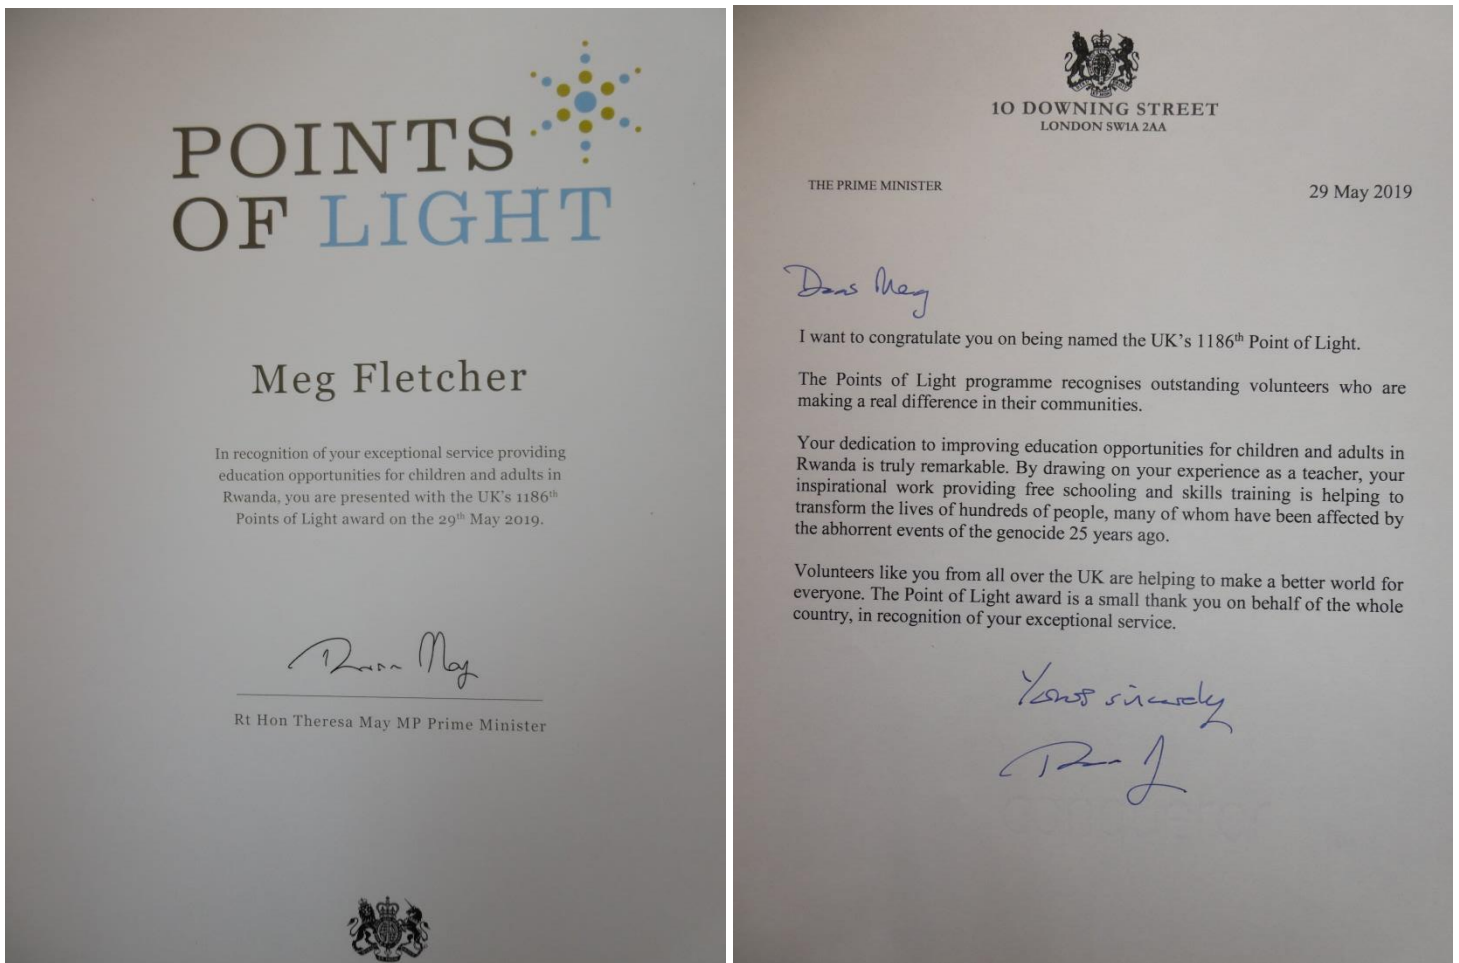 POINTS
OF LIGHT
Meg Fletcher
In recognition of your exceptional service providing
education opportunities for children and adults in
Rwanda, you are presented with the UK's 1186th
Points of Light award on the 29th May 2019.
Theresa May
Rt Hon Theresa May MP Prime Minister
10 DOWNING STREET
LONDON SW1A 2AA
THE PRIME MINISTER
29 May 2019
Dear Meg
I want to congratulate you on being named the UK's 1186th Point of Light.
The Points of Light programme recognises outstanding volunteers who are
making a real difference in their communities.
Your dedication to improving education opportunities for children and adults in
Rwanda is truly remarkable. By drawing on your experience as a teacher, your
inspirational work providing free schooling and skills training is helping to
transform the lives of hundreds of people, many of whom have been affected by
the abhorrent events of the genocide 25 years ago.
Volunteers like you from all over the UK are helping to make a better world for
everyone. The Point of Light award is a small thank you on behalf of the whole
country, in recognition of your exceptional service.
Yours sincerely